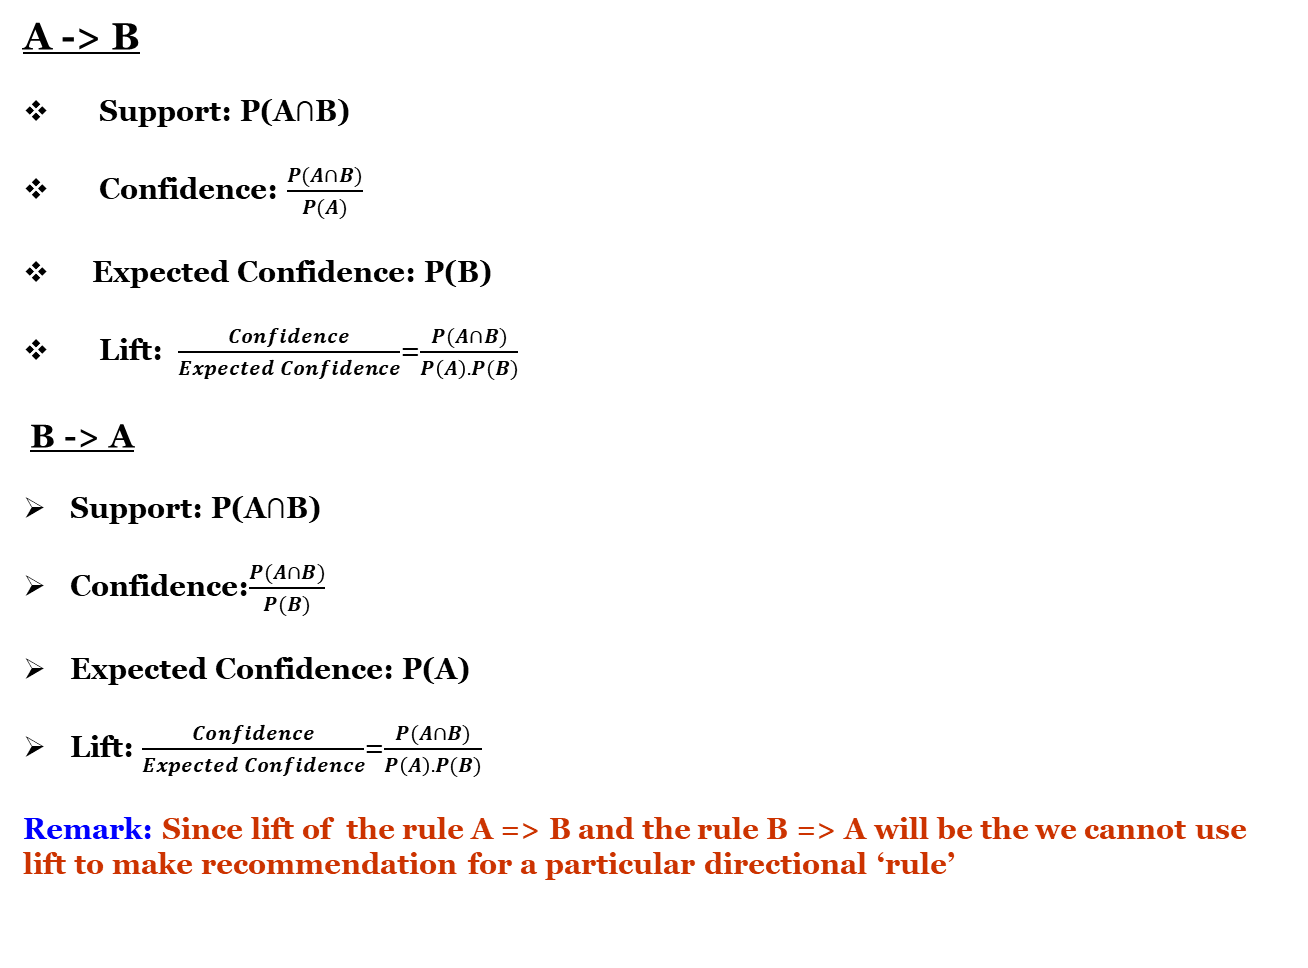 A -> B
❖ Support: P(A∩B)
❖ Confidence: P(A∩B)/P(A)
❖ Expected Confidence: P(B)
❖ Lift: Confidence/Expected Confidence=P(A∩B)/P(A).P(B)
B -> A
➢ Support: P(A∩B)
➢ Confidence:P(A∩B)/P(B)
➢ Expected Confidence: P(A)
➢ Lift: Confidence/Expected Confidence=P(A∩B)/P(A).P(B)
Remark: Since lift of the rule A => B and the rule B => A will be the we cannot use
lift to make recommendation for a particular directional ‘rule’